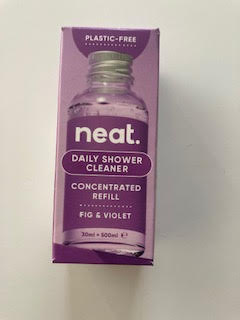 PLASTIC-FREE
neat.
DAILY SHOWER
CLEANER
CONCENTRATED
REFILL
FIG & VIOLET
30ml = 500ml ℮